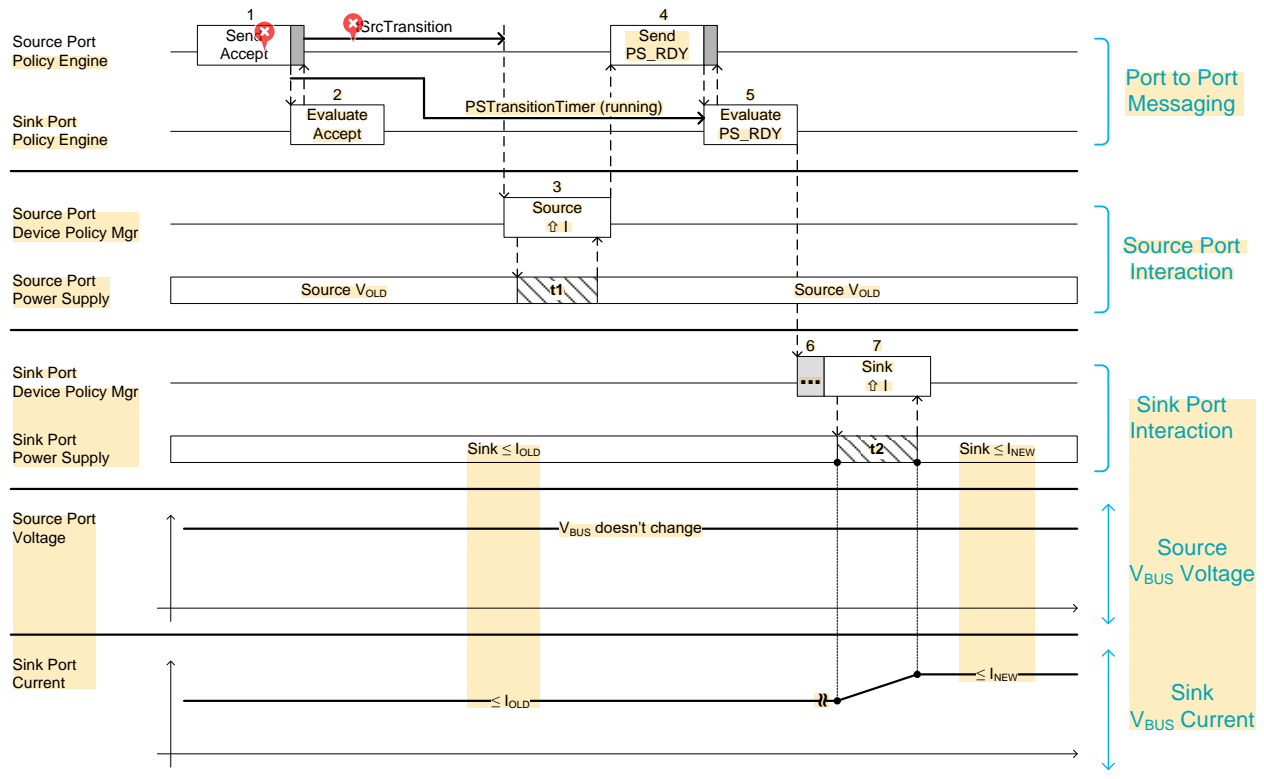 1
4
Source Port
Policy Engine
Send
Accept
SrcTransition
Send
PS_RDY
Port to Port
Messaging
2
PSTransitionTimer (running)
5
Sink Port
Policy Engine
Evaluate
Accept
Evaluate
PS_RDY
3
Source Port
Device Policy Mgr
Source
⇧ I
Source Port
Interaction
Source Port
Power Supply
Source VOLD
t1
Source VOLD
6
7
Sink Port
Device Policy Mgr
...
Sink
⇧ I
Sink Port
Interaction
Sink Port
Power Supply
Sink ≤ IOLD
t2
Sink ≤ INEW
Source Port
Voltage
VBUS doesn't change
Source
VBUS Voltage
Sink Port
Current
≤ IOLD
≤ INEW
Sink
VBUS Current